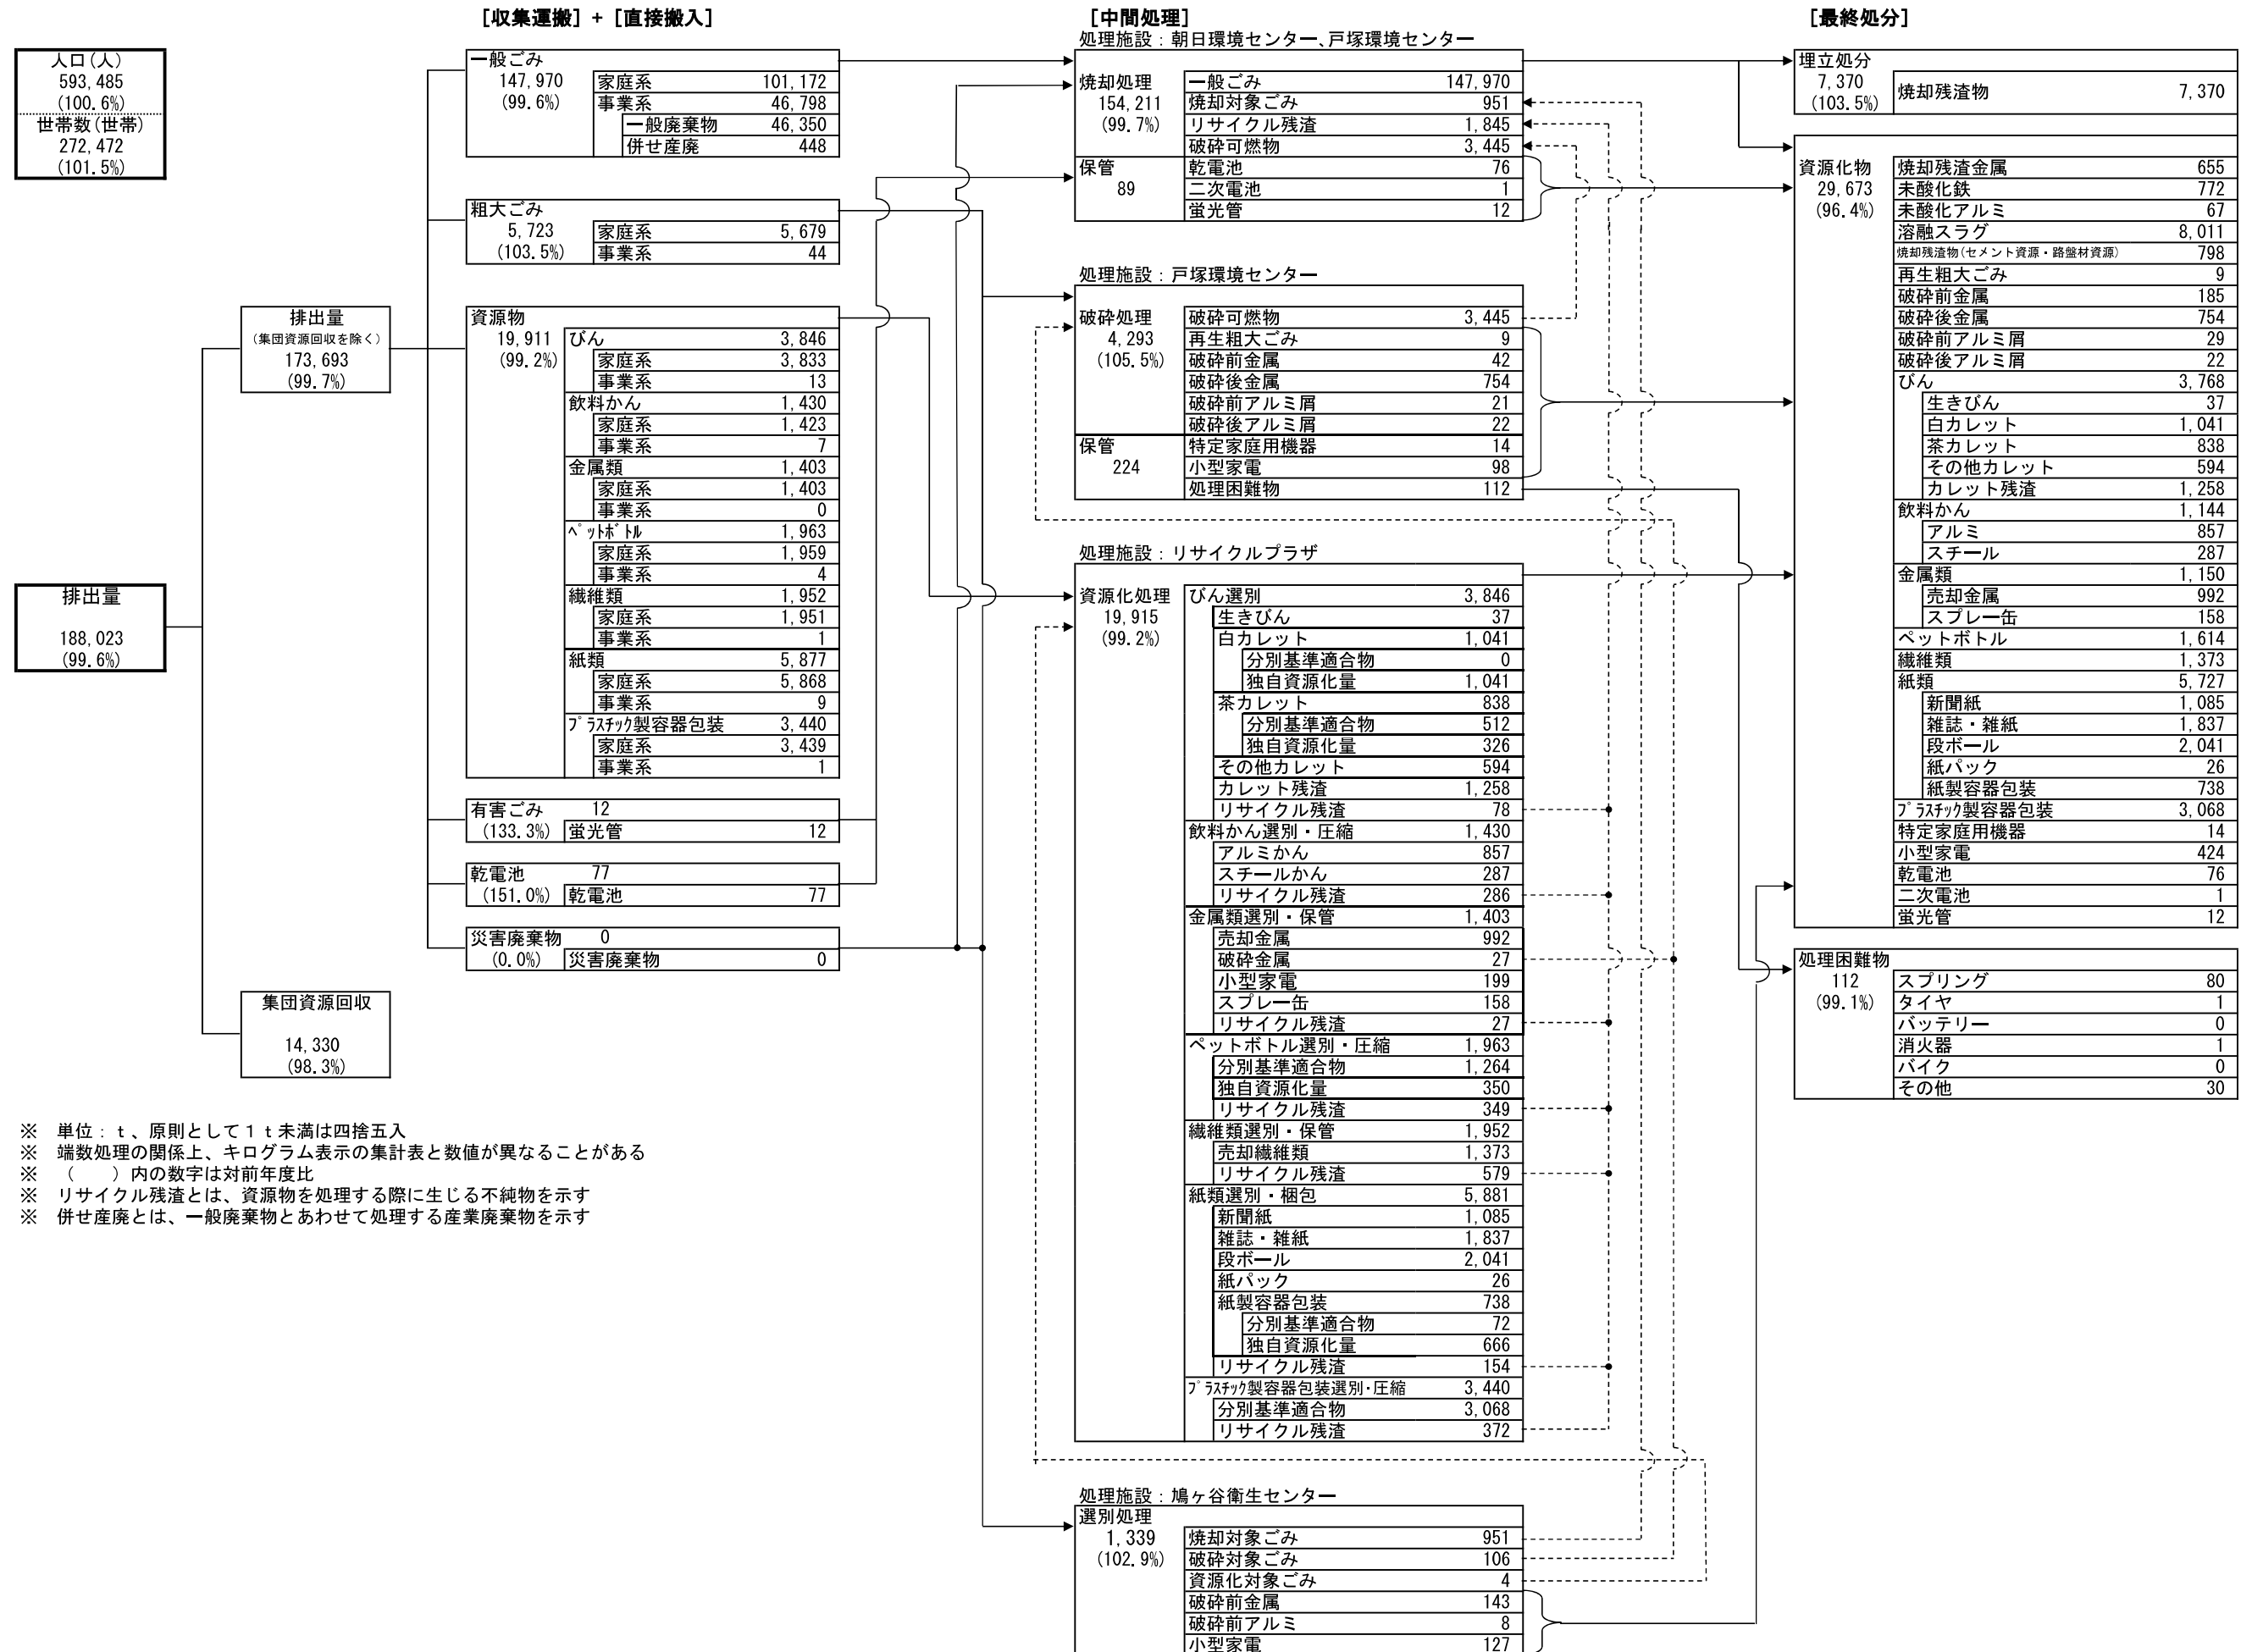 ［収集運搬］＋［直接搬入］
［中間処理］
［最終処分］
人口(人)
593,485
(100.6%)
世帯数(世帯)
272,472
(101.5%)
排出量
188,023
(99.6%)
排出量
（集団資源回収を除く）
173,693
(99.7%)
集団資源回収
14,330
(98.3%)
一般ごみ
147,970
(99.6%)
家庭系 101,172
事業系 46,798
一般廃棄物 46,350
併せ産廃 448
粗大ごみ
5,723
(103.5%)
家庭系 5,679
事業系 44
資源物
19,911
(99.2%)
びん 3,846
家庭系 3,833
事業系 13
飲料かん 1,430
家庭系 1,423
事業系 7
金属類 1,403
家庭系 1,403
事業系 0
ﾍﾟｯﾄﾎﾞﾄﾙ 1,963
家庭系 1,959
事業系 4
繊維類 1,952
家庭系 1,951
事業系 1
紙類 5,877
家庭系 5,868
事業系 9
ﾌﾟﾗｽﾁｯｸ製容器包装 3,440
家庭系 3,439
事業系 1
有害ごみ 12
(133.3%)
蛍光管 12
乾電池 77
(151.0%)
乾電池 77
災害廃棄物 0
(0.0%)
災害廃棄物 0
処理施設：朝日環境センター、戸塚環境センター
焼却処理
154,211
(99.7%)
一般ごみ 147,970
焼却対象ごみ 951
リサイクル残渣 1,845
破砕可燃物 3,445
保管
89
乾電池 76
二次電池 1
蛍光管 12
処理施設：戸塚環境センター
破砕処理
4,293
(105.5%)
破砕可燃物 3,445
再生粗大ごみ 9
破砕前金属 42
破砕後金属 754
破砕前アルミ屑 21
破砕後アルミ屑 22
保管
224
特定家庭用機器 14
小型家電 98
処理困難物 112
処理施設：リサイクルプラザ
資源化処理
19,915
(99.2%)
びん選別 3,846
生きびん 37
白カレット 1,041
分別基準適合物 0
独自資源化量 1,041
茶カレット 838
分別基準適合物 512
独自資源化量 326
その他カレット 594
カレット残渣 1,258
リサイクル残渣 78
飲料かん選別・圧縮 1,430
アルミかん 857
スチールかん 287
リサイクル残渣 286
金属類選別・保管 1,403
売却金属 992
破砕金属 27
小型家電 199
スプレー缶 158
リサイクル残渣 27
ペットボトル選別・圧縮 1,963
分別基準適合物 1,264
独自資源化量 350
リサイクル残渣 349
繊維類選別・保管 1,952
売却繊維類 1,373
リサイクル残渣 579
紙類選別・梱包 5,881
新聞紙 1,085
雑誌・雑紙 1,837
段ボール 2,041
紙パック 26
紙製容器包装 738
分別基準適合物 72
独自資源化量 666
リサイクル残渣 154
ﾌﾟﾗｽﾁｯｸ製容器包装選別・圧縮 3,440
分別基準適合物 3,068
リサイクル残渣 372
処理施設：鳩ヶ谷衛生センター
選別処理
1,339
(102.9%)
焼却対象ごみ 951
破砕対象ごみ 106
資源化対象ごみ 4
破砕前金属 143
破砕前アルミ 8
小型家電 127
埋立処分
7,370
(103.5%)
焼却残渣物 7,370
資源化物
29,673
(96.4%)
焼却残渣金属 655
未酸化鉄 772
未酸化アルミ 67
溶融スラグ 8,011
焼却残渣物(セメント資源・路盤材資源) 798
再生粗大ごみ 9
破砕前金属 185
破砕後金属 754
破砕前アルミ屑 29
破砕後アルミ屑 22
びん 3,768
生きびん 37
白カレット 1,041
茶カレット 838
その他カレット 594
カレット残渣 1,258
飲料かん 1,144
アルミ 857
スチール 287
金属類 1,150
売却金属 992
スプレー缶 158
ペットボトル 1,614
繊維類 1,373
紙類 5,727
新聞紙 1,085
雑誌・雑紙 1,837
段ボール 2,041
紙パック 26
紙製容器包装 738
ﾌﾟﾗｽﾁｯｸ製容器包装 3,068
特定家庭用機器 14
小型家電 424
乾電池 76
二次電池 1
蛍光管 12
処理困難物
112
(99.1%)
スプリング 80
タイヤ 1
バッテリー 0
消火器 1
バイク 0
その他 30
※ 単位：ｔ、原則として１ｔ未満は四捨五入
※ 端数処理の関係上、キログラム表示の集計表と数値が異なることがある
※ （　　）内の数字は対前年度比
※ リサイクル残渣とは、資源物を処理する際に生じる不純物を示す
※ 併せ産廃とは、一般廃棄物とあわせて処理する産業廃棄物を示す